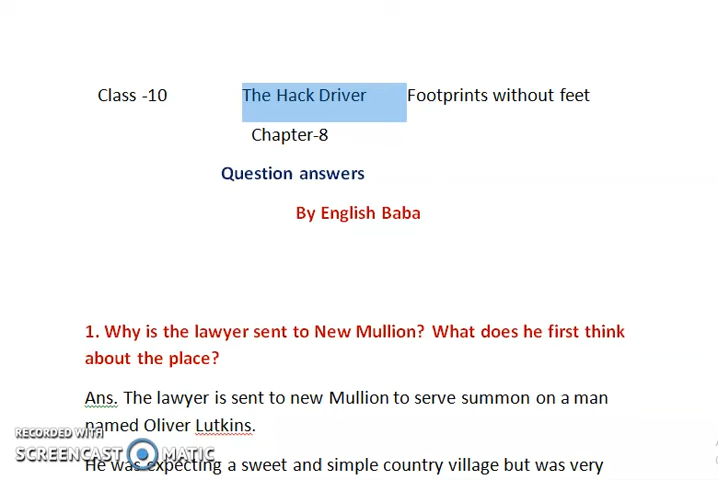 Class -10 The Hack Driver Footprints without feet
Chapter-8
Question answers
By English Baba
1. Why is the lawyer sent to New Mullion? What does he first think
about the place?
Ans. The lawyer is sent to new Mullion to serve summon on a man
named Oliver Lutkins.
RECORDED WITH
SCREENCAST MATIC
He was expecting a sweet and simple country village but was very